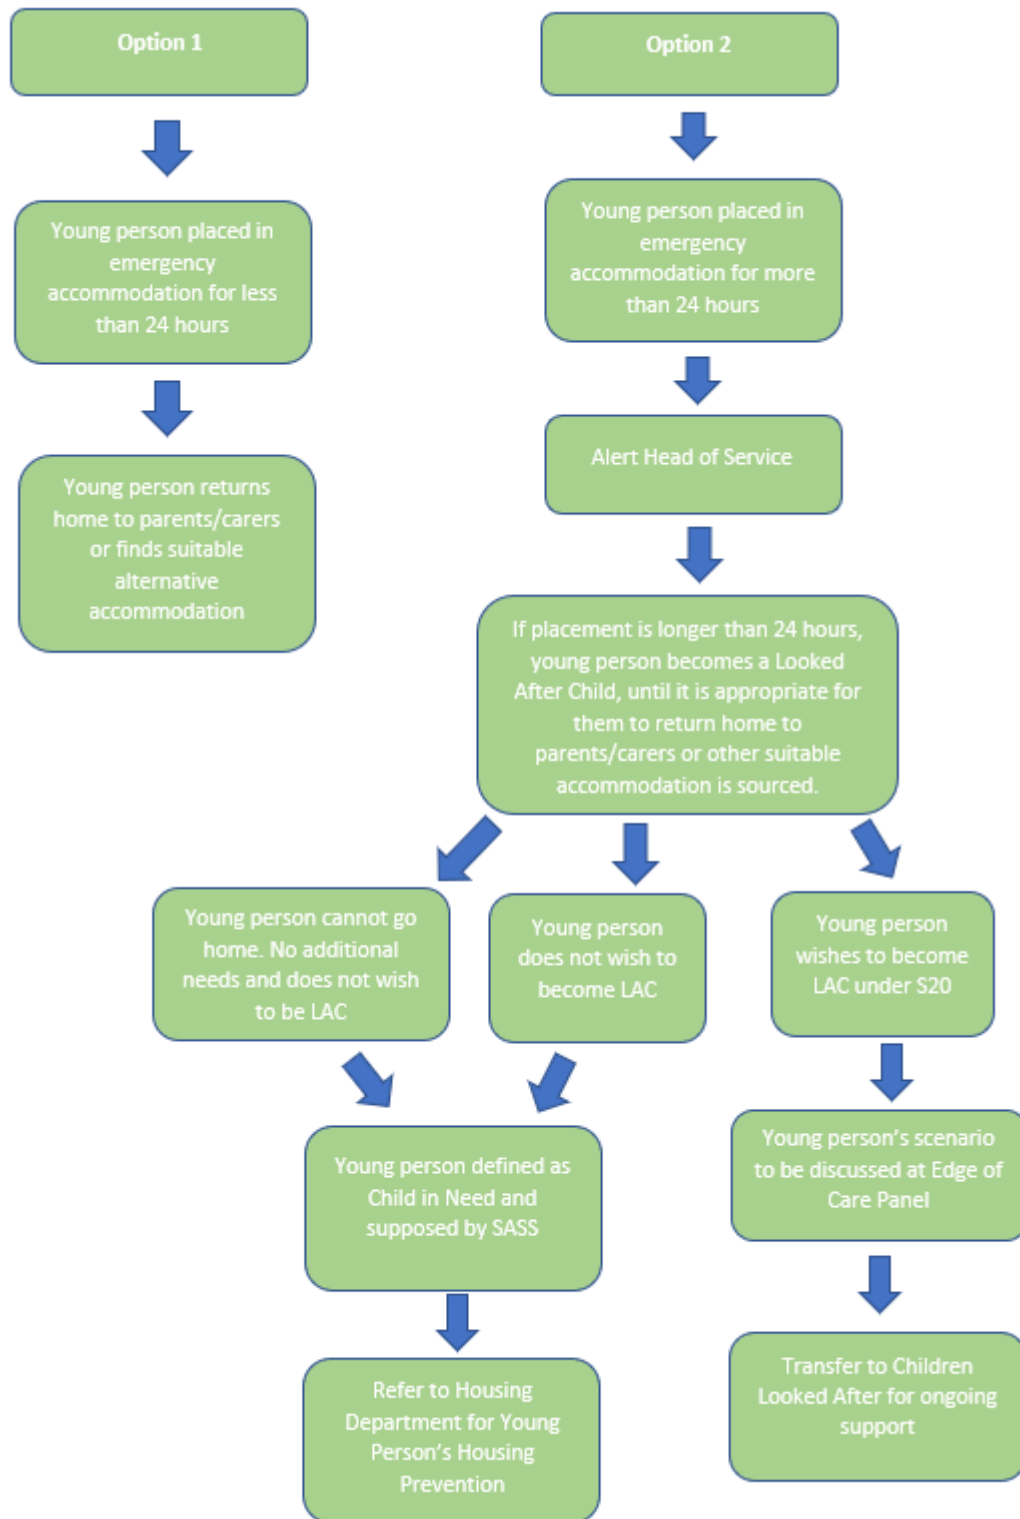 Option 1
Young person placed in
emergency
accommodation for less
than 24 hours
Young person returns
home to parents/carers
or finds suitable
alternative
accommodation
Option 2
Young person placed in
emergency
accommodation for more
than 24 hours
Alert Head of Service
If placement is longer than 24 hours,
young person becomes a Looked
After Child, until it is appropriate for
them to return home to
parents/carers or other suitable
accommodation is sourced.
Young person cannot go
home. No additional
needs and does not wish
to be LAC
Young person
does not wish to
become LAC
Young person
wishes to become
LAC under S20
Young person defined as
Child in Need and
supposed by SASS
Refer to Housing
Department for Young
Person's Housing
Prevention
Young person's scenario
to be discussed at Edge of
Care Panel
Transfer to Children
Looked After for ongoing
support